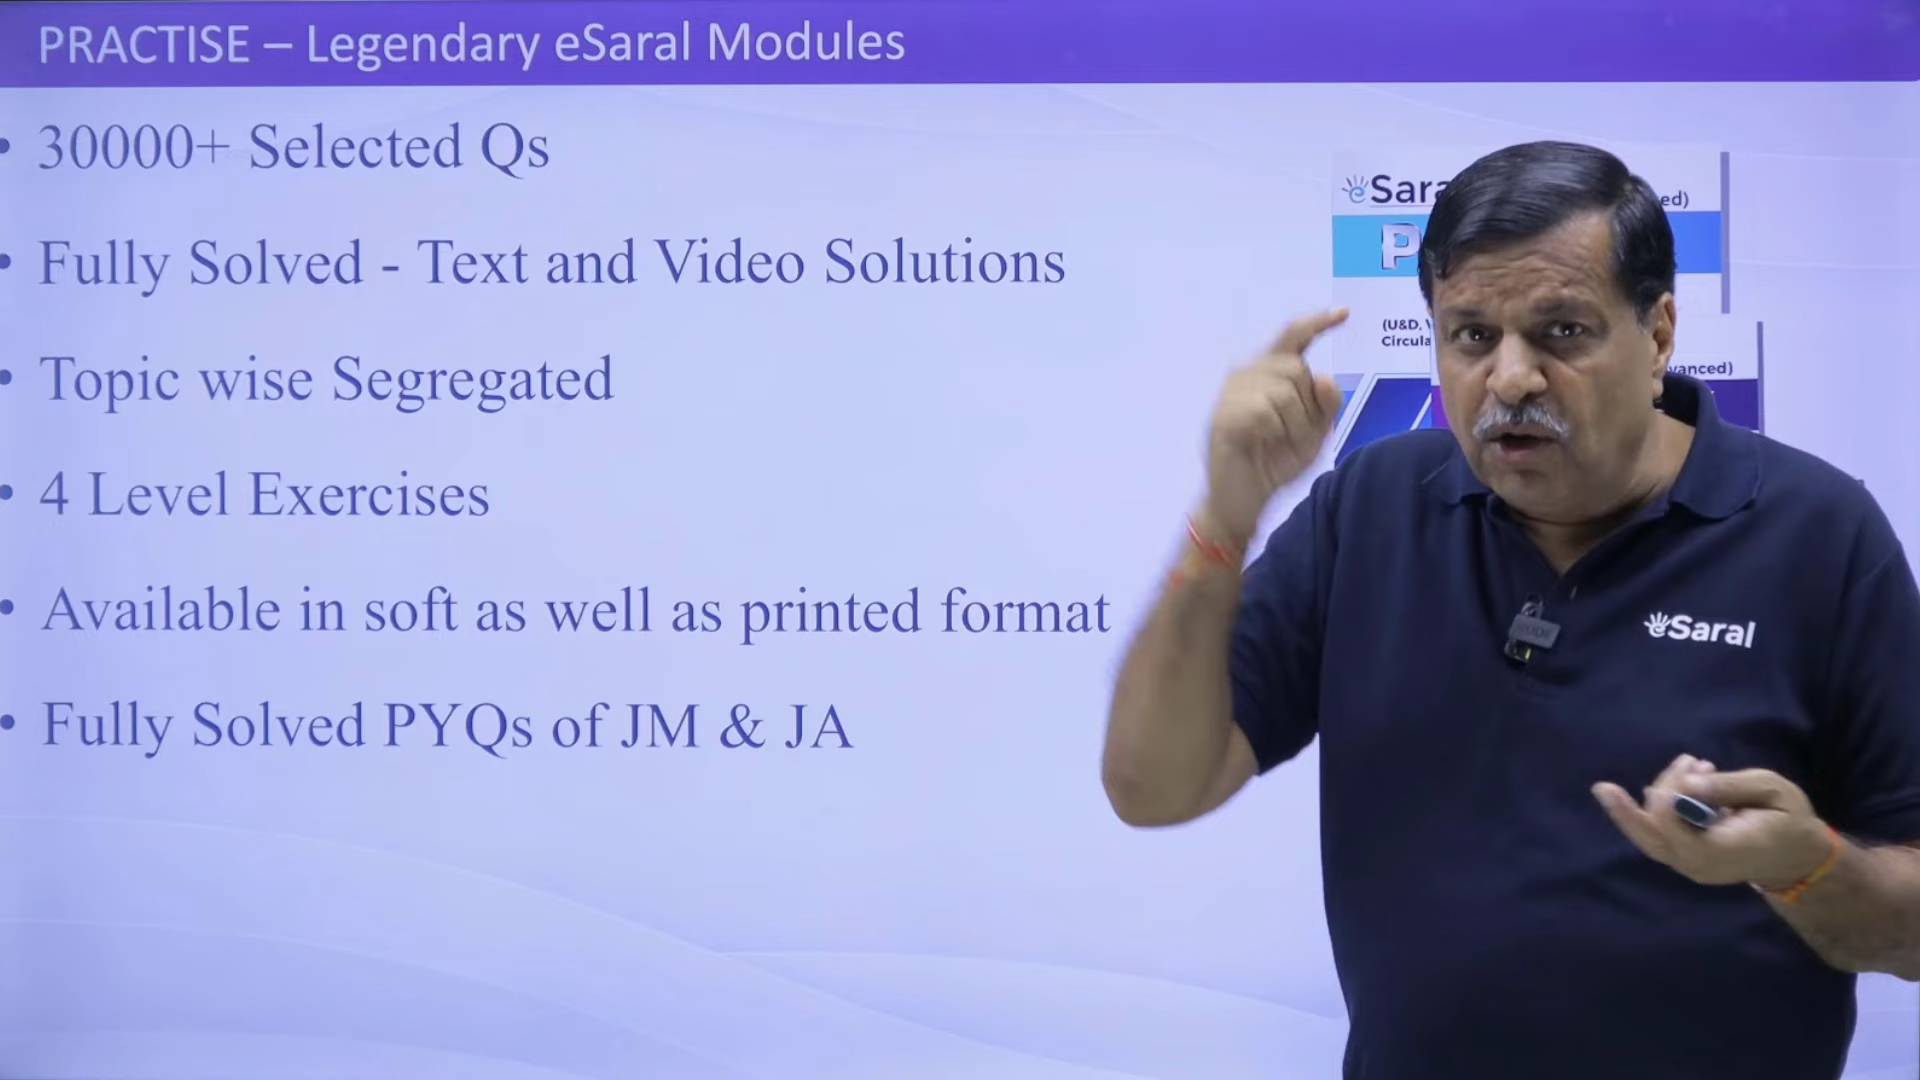 PRACTISE – Legendary eSaral Modules
• 30000+ Selected Qs
• Fully Solved - Text and Video Solutions
• Topic wise Segregated
• 4 Level Exercises
• Available in soft as well as printed format
• Fully Solved PYQs of JM & JA
eSaral